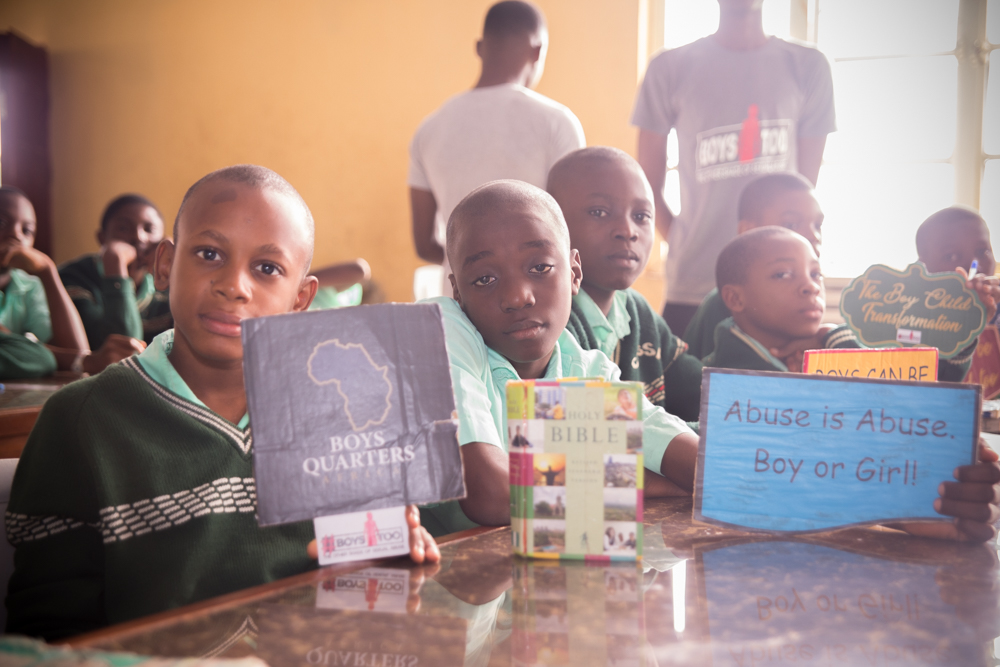 BOYS TOO
The Boy Child
Transformation
BOYS CAN BE
BOYS
QUARTERS
HOLY
BIBLE
Abuse is Abuse.
Boy or Girl!
BOYS TOO